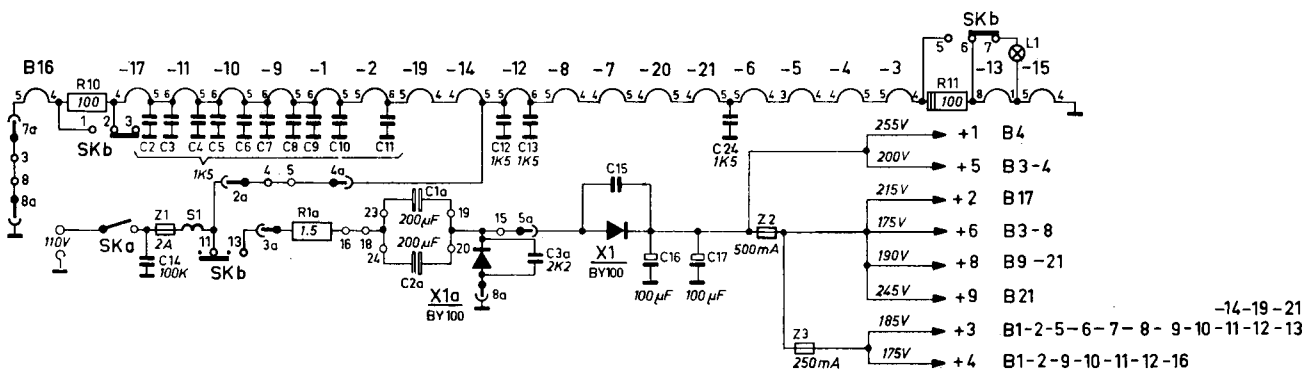 SKb
5 6 7 L1
B16 -17 -11 -10 -9 -1 -2 -19 -14 -12 -8 -7 -20 -21 -6 -5 -4 -3 -13 -15
R10
100
R11
100
5 4 4 5 6 5 4 5 4 5 6 5 6 4 5 5 6 5 4 5 4 5 4 4 5 4 5 4 5 4 5 3 4 4 5 5 4 8 5 4
7a
1 2 3
SKb
C2 C3 C4 C5 C6 C7 C8 C9 C10 C11
1K5
C12
1K5
C13
1K5
C24
1K5
3
8
8a
2a 4 5 4a
110V
SKa
Z1
2A
S1
C14
100K
11 13
SKb
3a
R1a
1.5
16 18
23
24
C1a
200µF
200µF
C2a
19
20
15 5a
X1a
BY100
8a
C3a
2K2
C15
X1
BY100
C16
100µF
C17
100µF
Z2
500mA
Z3
250mA
255V +1 B4
200V +5 B3-4
215V +2 B17
175V +6 B3-8
190V +8 B9-21
245V +9 B21
-14-19-21
185V +3 B1-2-5-6-7-8-9-10-11-12-13
175V +4 B1-2-9-10-11-12-16